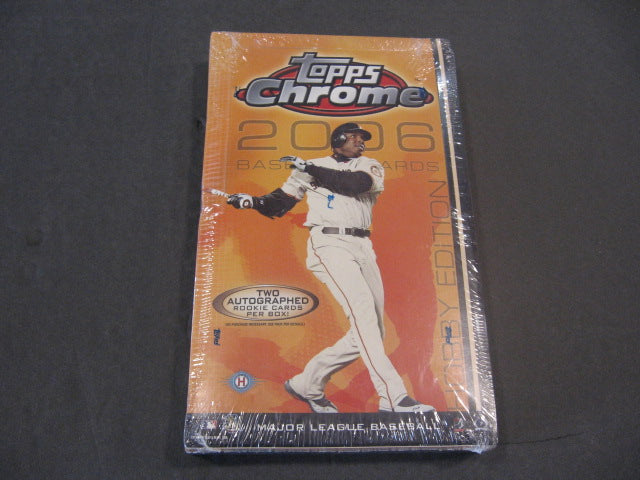 topps
Chrome
2006
BASEBALL CARDS
TWO
AUTOGRAPHED
ROOKIE CARDS
PER BOX!
H
MAJOR LEAGUE BASEBALL
EDITION